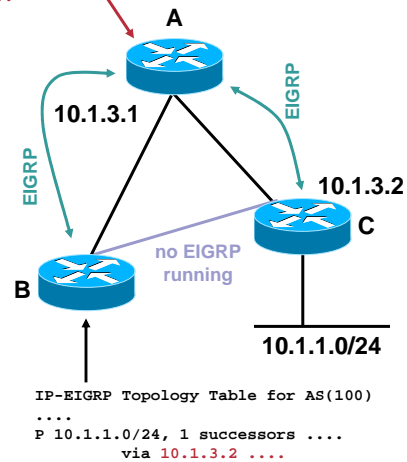 A
10.1.3.1
EIGRP
EIGRP
10.1.3.2
C
no EIGRP
running
B
10.1.1.0/24
IP-EIGRP Topology Table for AS(100)
....
P 10.1.1.0/24, 1 successors ....
via 10.1.3.2 ....